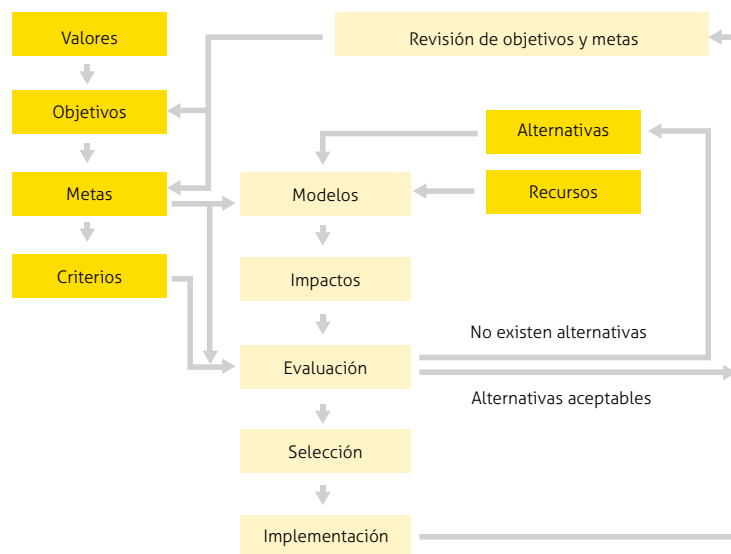 Valores
Revisión de objetivos y metas
Objetivos
Alternativas
Metas
Modelos
Recursos
Criterios
Impactos
No existen alternativas
Evaluación
Alternativas aceptables
Selección
Implementación